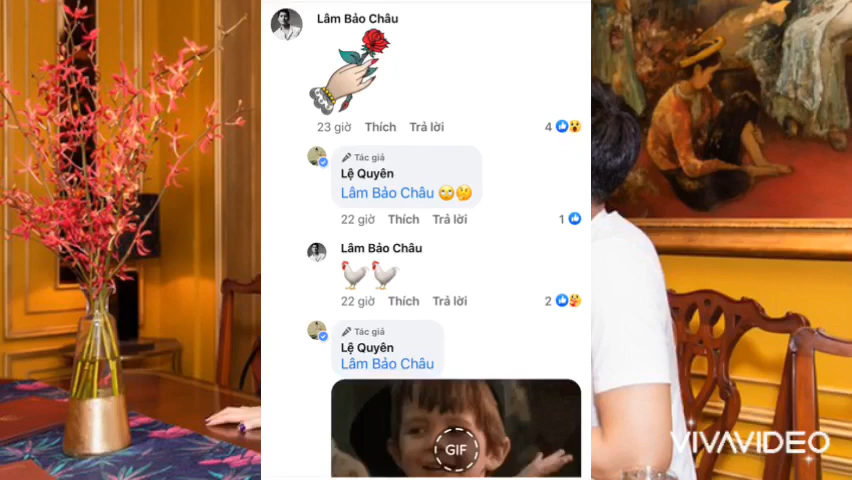 Lâm Bảo Châu
23 giờ Thích Trả lời 4
Tác giả
Lệ Quyên
Lâm Bảo Châu
22 giờ Thích Trả lời 1
Lâm Bảo Châu
22 giờ Thích Trả lời 2
Tác giả
Lệ Quyên
Lâm Bảo Châu
GIF
VIVAVIDEO